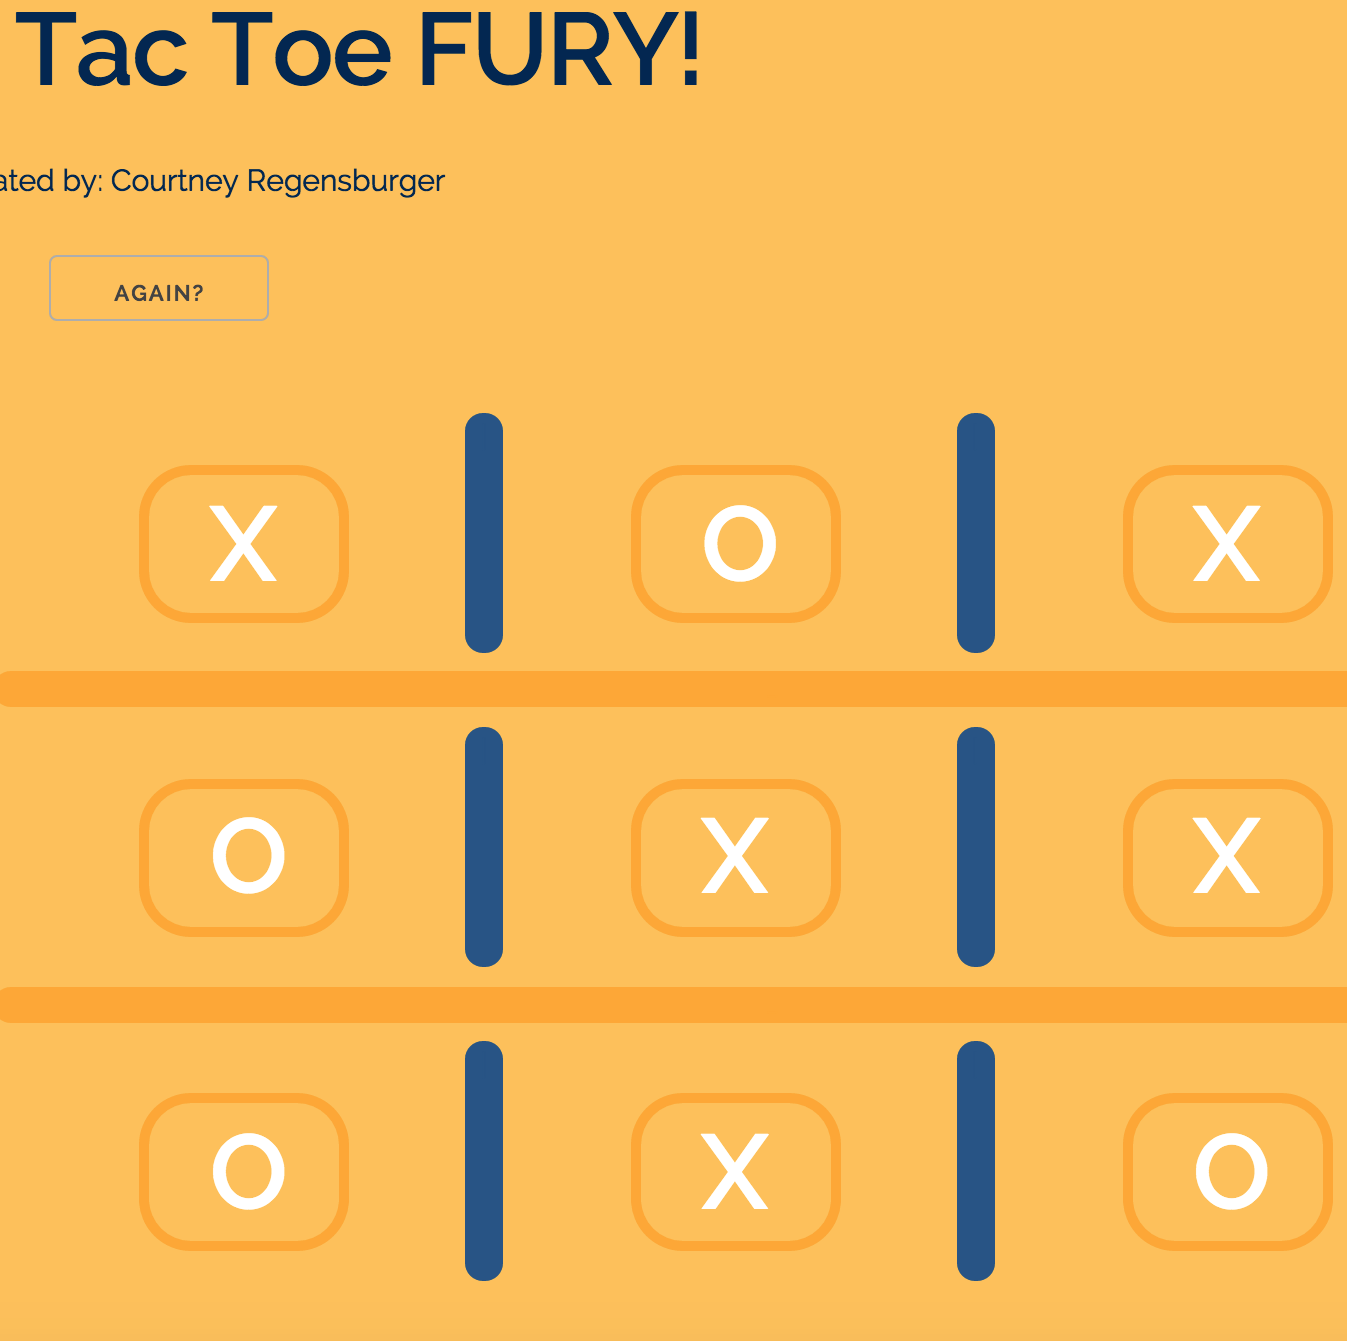 Tac Toe FURY!
ated by: Courtney Regensburger
AGAIN?
X O X
O X X
O X O